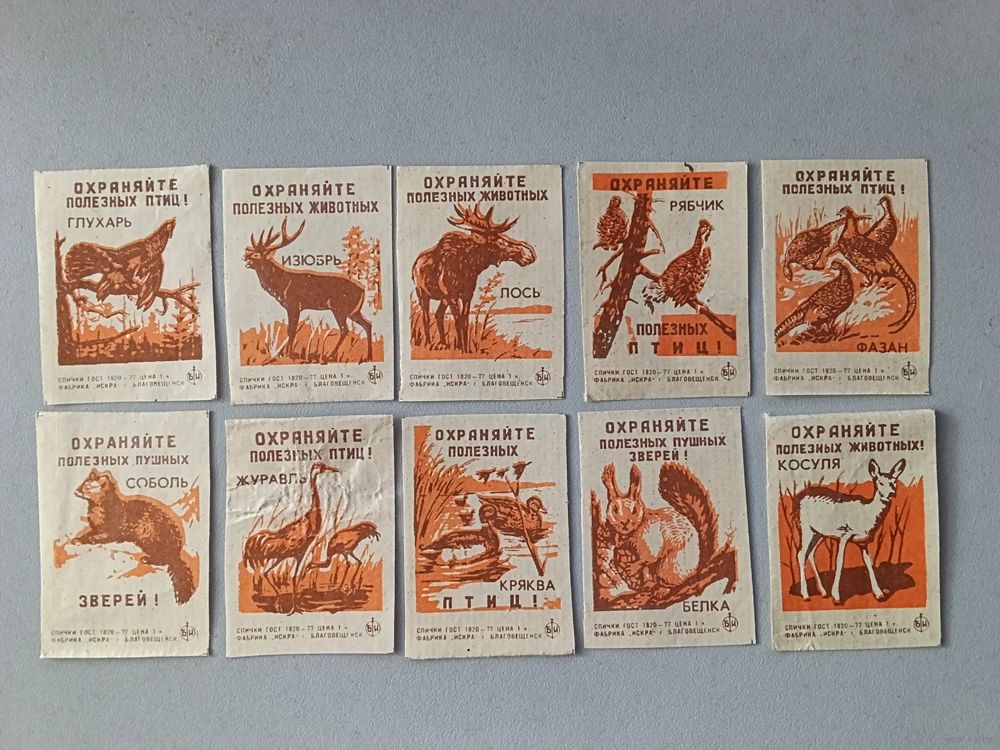 ОХРАНЯЙТЕ
ПОЛЕЗНЫХ ПТИЦ!
ГЛУХАРЬ
СПИЧКИ ГОСТ 1820–77 ЦЕНА 1 к.
ФАБРИКА „ИСКРА" г. БЛАГОВЕЩЕНСК
ОХРАНЯЙТЕ
ПОЛЕЗНЫХ ЖИВОТНЫХ
ИЗЮБРЬ
СПИЧКИ ГОСТ 1820–77 ЦЕНА 1 к.
ФАБРИКА „ИСКРА" г. БЛАГОВЕЩЕНСК
ОХРАНЯЙТЕ
ПОЛЕЗНЫХ ЖИВОТНЫХ
ЛОСЬ
СПИЧКИ ГОСТ 1820–77 ЦЕНА 1 к.
ФАБРИКА „ИСКРА" г. БЛАГОВЕЩЕНСК
ОХРАНЯЙТЕ
РЯБЧИК
ПОЛЕЗНЫХ
ПТИЦ!
СПИЧКИ ГОСТ 1820–77 ЦЕНА 1 к.
ФАБРИКА „ИСКРА" г. БЛАГОВЕЩЕНСК
ОХРАНЯЙТЕ
ПОЛЕЗНЫХ ПТИЦ!
ФАЗАН
СПИЧКИ ГОСТ 1820–77 ЦЕНА 1 к.
ФАБРИКА „ИСКРА" г. БЛАГОВЕЩЕНСК
ОХРАНЯЙТЕ
ПОЛЕЗНЫХ ПУШНЫХ
СОБОЛЬ
ЗВЕРЕЙ!
СПИЧКИ ГОСТ 1820–77 ЦЕНА 1 к.
ФАБРИКА „ИСКРА" г. БЛАГОВЕЩЕНСК
ОХРАНЯЙТЕ
ПОЛЕЗНЫХ ПТИЦ!
ЖУРАВЛЬ
СПИЧКИ ГОСТ 1820–77 ЦЕНА 1 к.
ФАБРИКА „ИСКРА" г. БЛАГОВЕЩЕНСК
ОХРАНЯЙТЕ
ПОЛЕЗНЫХ
КРЯКВА
ПТИЦ!
СПИЧКИ ГОСТ 1820–77 ЦЕНА 1 к.
ФАБРИКА „ИСКРА" г. БЛАГОВЕЩЕНСК
ОХРАНЯЙТЕ
ПОЛЕЗНЫХ ПУШНЫХ
ЗВЕРЕЙ!
БЕЛКА
СПИЧКИ ГОСТ 1820–77 ЦЕНА 1 к.
ФАБРИКА „ИСКРА" г. БЛАГОВЕЩЕНСК
ОХРАНЯЙТЕ
ПОЛЕЗНЫХ ЖИВОТНЫХ!
КОСУЛЯ
СПИЧКИ ГОСТ 1820–77 ЦЕНА 1 к.
ФАБРИКА „ИСКРА" г. БЛАГОВЕЩЕНСК